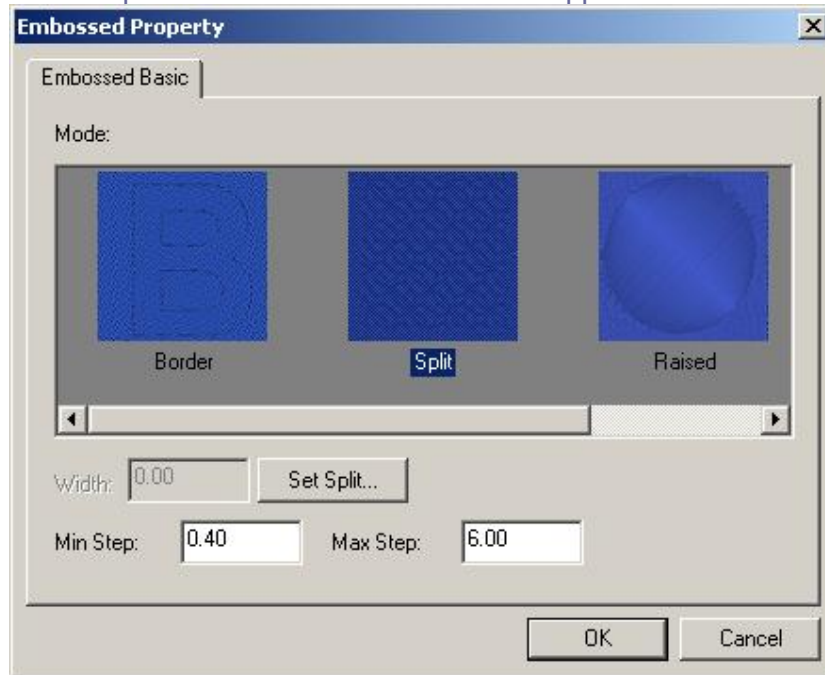 Embossed Property
Embossed Basic
Mode:
Border Split Raised
Width: 0.00 Set Split...
Min Step: 0.40 Max Step: 6.00
OK Cancel